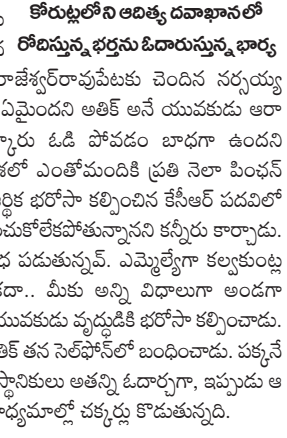 కోరుట్లలోని ఆదిత్య దవాఖానలో
రోదిస్తున్న భర్తను ఓదారుస్తున్న భార్య
రాజేశ్వర్‌రావుపేటకు చెందిన నర్సయ్య
ఏమైందని అతిక్ అనే యువకుడు ఆరా
ర్కారు ఓడి పోవడం బాధగా ఉందని
శలో ఎంతోమందికి ప్రతి నెలా పింఛన్
ర్థిక భరోసా కల్పించిన కేసీఆర్ పదవిలో
ంచుకోలేకపోతున్నానని కన్నీరు కార్చాడు.
ధ పడుతున్నవ్. ఎమ్మెల్యేగా కల్వకుంట్ల
కదా.. మీకు అన్ని విధాలుగా అండగా
యువకుడు వృద్ధుడికి భరోసా కల్పించాడు.
తిక్ తన సెల్‌ఫోన్‌లో బంధించాడు. పక్కనే
స్థానికులు అతన్ని ఓదార్చగా, ఇప్పుడు ఆ
ాధ్యమాల్లో చక్కర్లు కొడుతున్నది.